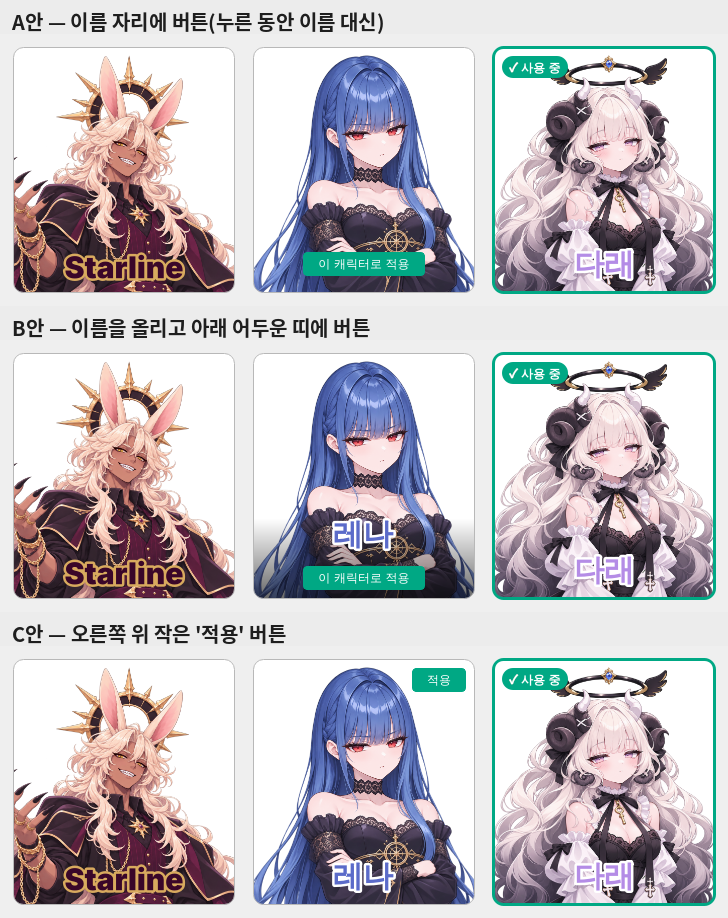 A안 — 이름 자리에 버튼(누른 동안 이름 대신)
✓ 사용 중
Starline
이 캐릭터로 적용
다래
B안 — 이름을 올리고 아래 어두운 띠에 버튼
✓ 사용 중
레나
Starline
이 캐릭터로 적용
다래
C안 — 오른쪽 위 작은 '적용' 버튼
적용
✓ 사용 중
Starline
레나
다래